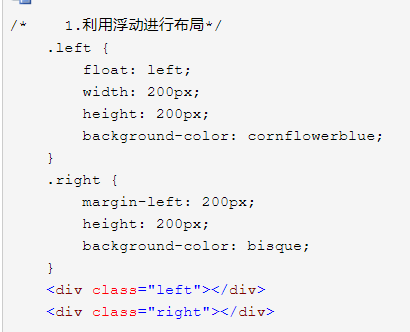 /*    1.利用浮动进行布局*/
    .left {
        float: left;
        width: 200px;
        height: 200px;
        background-color: cornflowerblue;
    }
    .right {
        margin-left: 200px;
        height: 200px;
        background-color: bisque;
    }
    <div class="left"></div>
    <div class="right"></div>